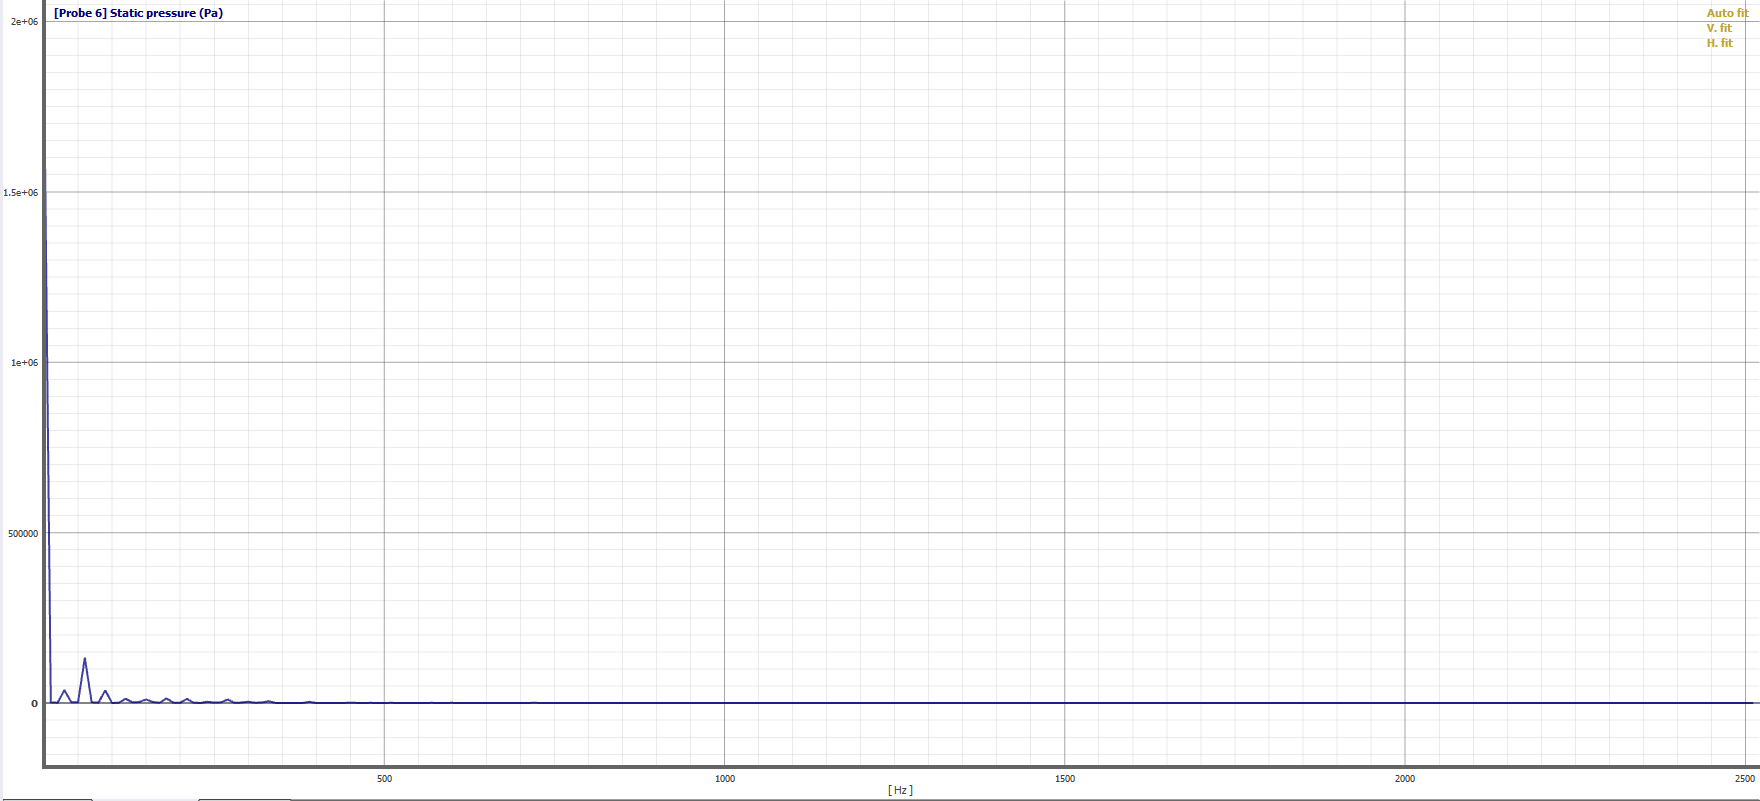 [Probe 6] Static pressure (Pa)
Auto fit
V. fit
H. fit
2e+06
1.5e+06
1e+06
500000
0
500
1000
1500
2000
2500
[ Hz ]